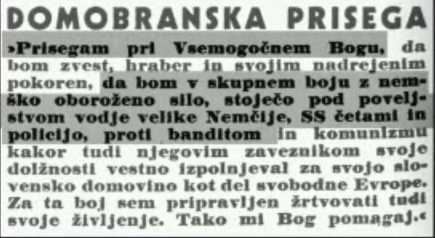 DOMOBRANSKA PRISEGA
»Prisegam pri Vsemogočnem Bogu, da
bom zvest, hraber in svojim nadrejenim
pokoren, da bom v skupnem boju z nem-
ško oboroženo silo, stoječo pod povelj-
stvom vodje velike Nemčije, SS četami in
policijo, proti banditom in komunizmu
kakor tudi njegovim zaveznikom svoje
dolžnosti vestno izpolnjeval za svojo slo-
vensko domovino kot del svobodne Evrope.
Za ta boj sem pripravljen žrtvovati tudi
svoje življenje. Tako mi Bog pomagaj.«